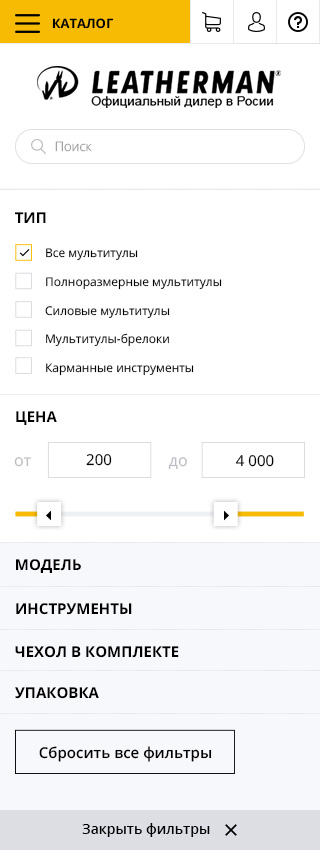 КАТАЛОГ
LEATHERMAN®
Официальный дилер в Росии
Поиск
ТИП
Все мультитулы
Полноразмерные мультитулы
Силовые мультитулы
Мультитулы-брелоки
Карманные инструменты
ЦЕНА
от 200 до 4 000
МОДЕЛЬ
ИНСТРУМЕНТЫ
ЧЕХОЛ В КОМПЛЕКТЕ
УПАКОВКА
Сбросить все фильтры
Закрыть фильтры